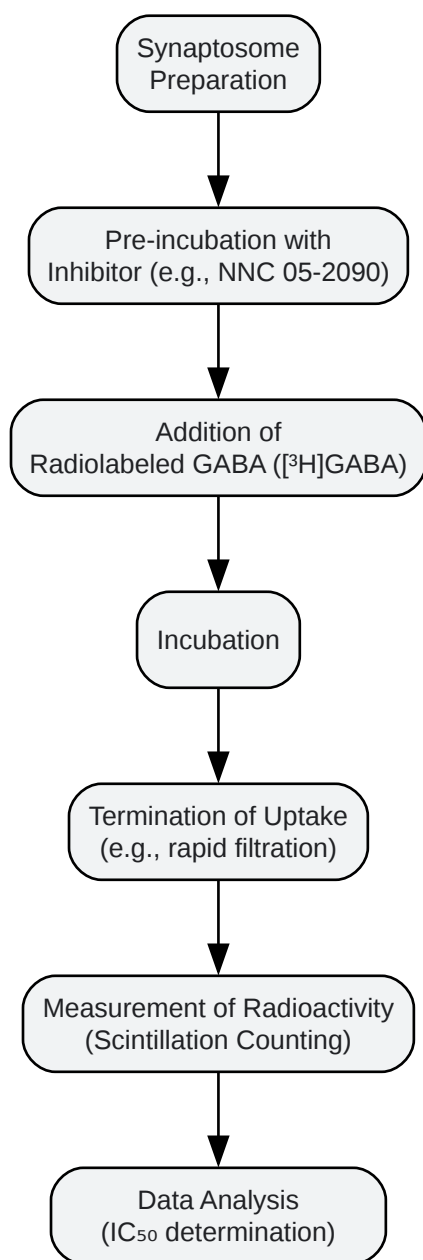 Synaptosome
Preparation
Pre-incubation with
Inhibitor (e.g., NNC 05-2090)
Addition of
Radiolabeled GABA ([³H]GABA)
Incubation
Termination of Uptake
(e.g., rapid filtration)
Measurement of Radioactivity
(Scintillation Counting)
Data Analysis
(IC₅₀ determination)